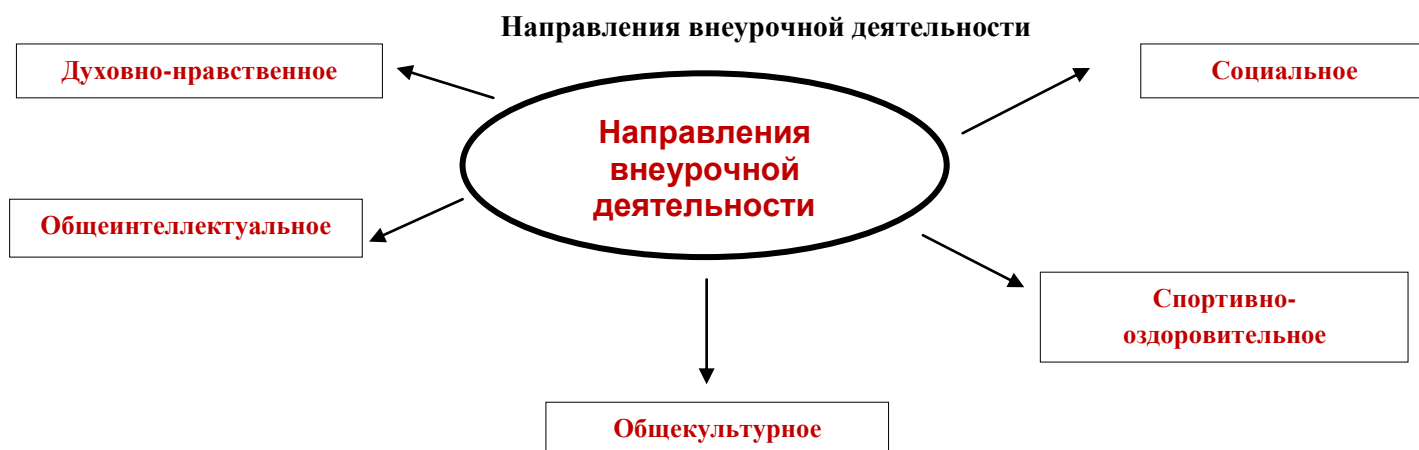 Направления внеурочной деятельности
Духовно-нравственное
Социальное
Направления
внеурочной
деятельности
Общеинтеллектуальное
Спортивно-
оздоровительное
Общекультурное